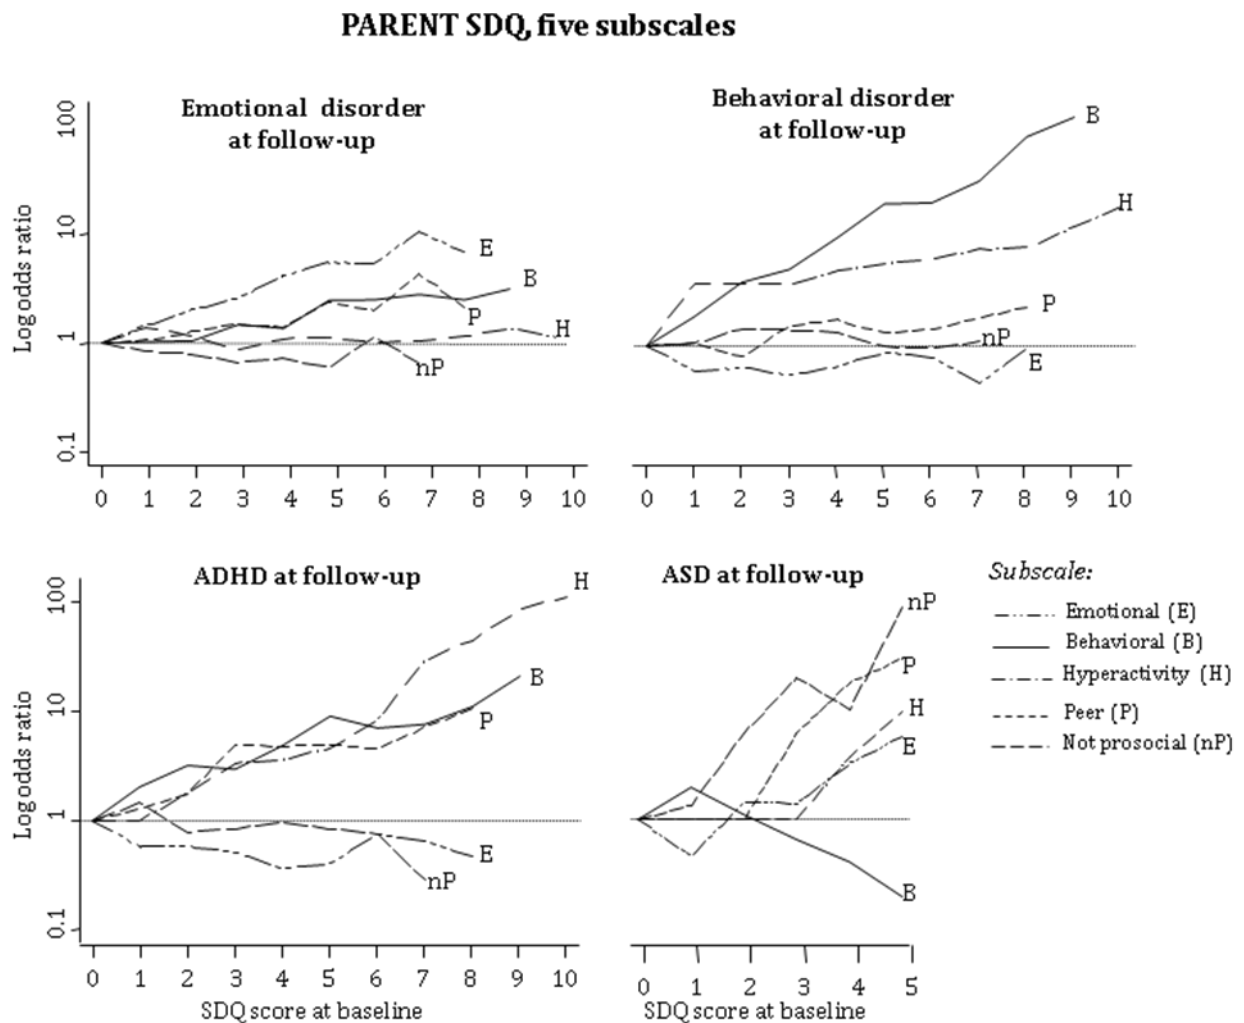 PARENT SDQ, five subscales
Emotional disorder
at follow-up
Log odds ratio
100
10
1
0.1
E
B
P
H
nP
0 1 2 3 4 5 6 7 8 9 10
Behavioral disorder
at follow-up
B
H
P
nP
E
0 1 2 3 4 5 6 7 8 9 10
ADHD at follow-up
Log odds ratio
100
10
1
0.1
H
B
P
E
nP
0 1 2 3 4 5 6 7 8 9 10
SDQ score at baseline
ASD at follow-up
nP
P
H
E
B
0 1 2 3 4 5
SDQ score at baseline
Subscale:
Emotional (E)
Behavioral (B)
Hyperactivity (H)
Peer (P)
Not prosocial (nP)